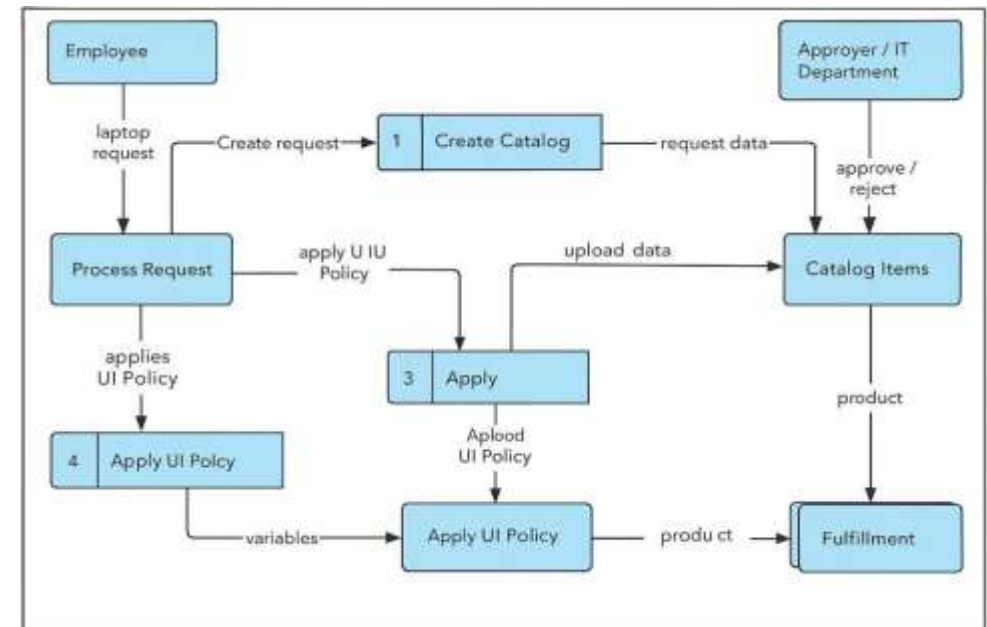 Employee
Approyer / IT
Department
laptop
request
Create request
1
Create Catalog
request data
approve /
reject
Process Request
apply U IU
Policy
upload data
Catalog Items
applies
UI Policy
3
Apply
product
4
Apply UI Polcy
Aplood
UI Policy
variables
Apply UI Policy
produ ct
Fulfillment